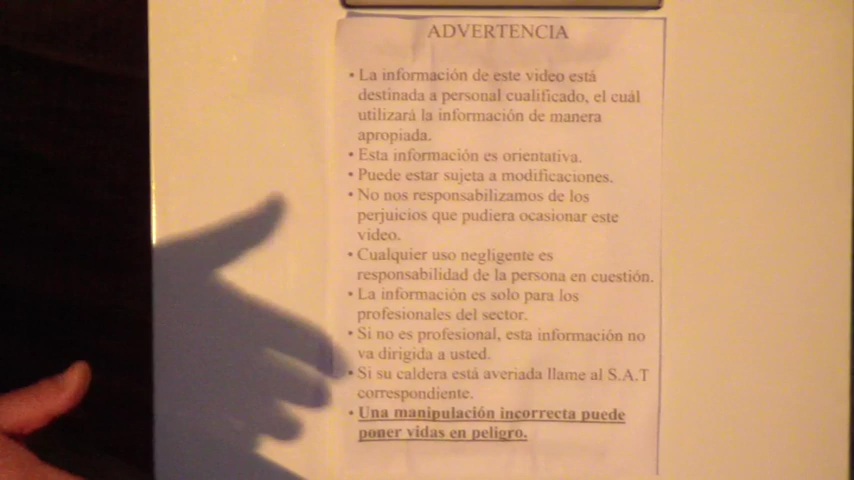 ADVERTENCIA
• La información de este video está
destinada a personal cualificado, el cuál
utilizará la información de manera
apropiada.
• Esta información es orientativa.
• Puede estar sujeta a modificaciones.
• No nos responsabilizamos de los
perjuicios que pudiera ocasionar este
video.
• Cualquier uso negligente es
responsabilidad de la persona en cuestión.
• La información es solo para los
profesionales del sector.
• Si no es profesional, esta información no
va dirigida a usted.
• Si su caldera está averiada llame al S.A.T
correspondiente.
• Una manipulación incorrecta puede
poner vidas en peligro.